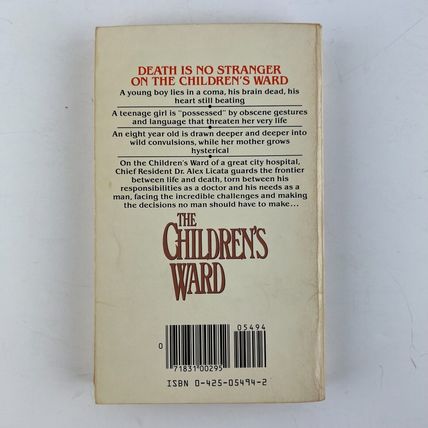 DEATH IS NO STRANGER
ON THE CHILDREN'S WARD
A young boy lies in a coma, his brain dead, his
heart still beating
A teenage girl is "possessed" by obscene gestures
and language that threaten her very life
An eight year old is drawn deeper and deeper into
wild convulsions, while her mother grows
hysterical
On the Children's Ward of a great city hospital,
Chief Resident Dr. Alex Licata guards the frontier
between life and death, torn between his
responsibilities as a doctor and his needs as a
man, facing the incredible challenges and making
the decisions no man should have to make...
THE
CHILDREN'S
WARD
05494
0
71831 00295
ISBN 0-425-05494-2